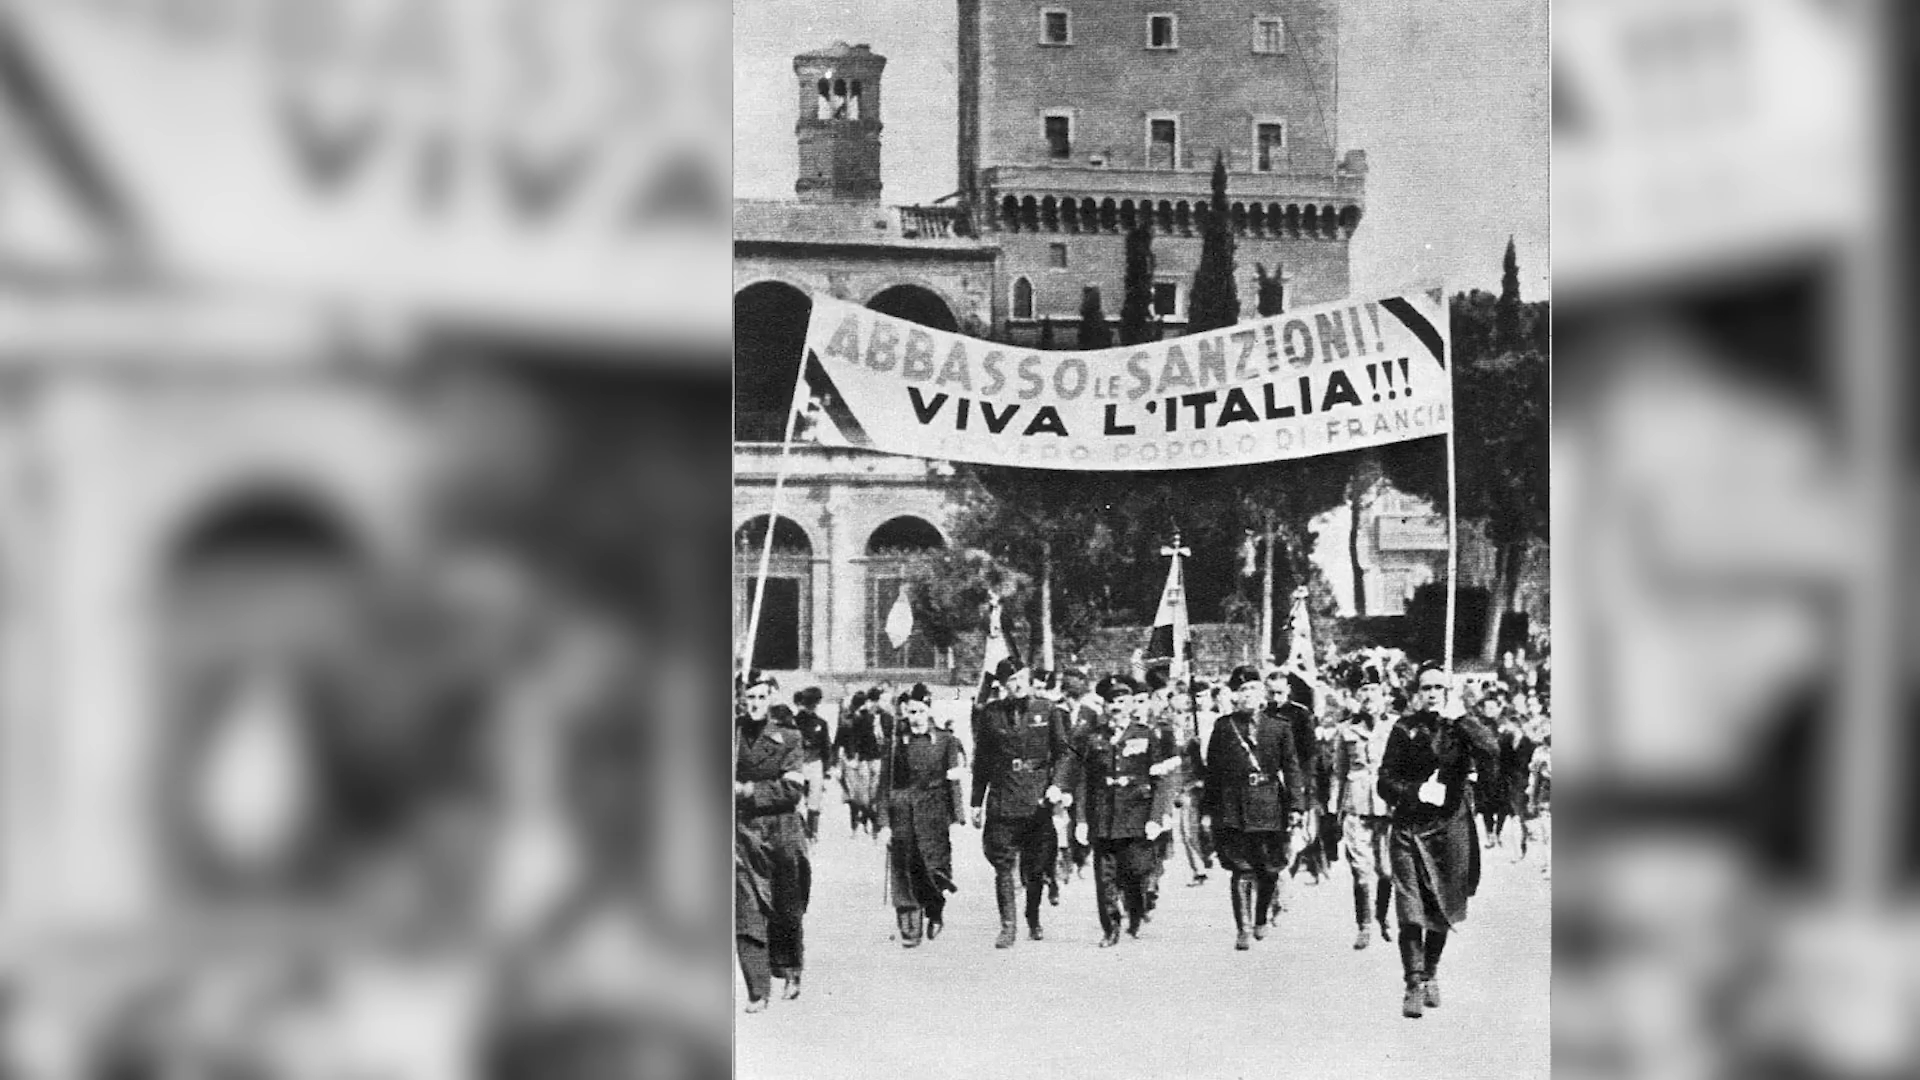 ABBASSO LE SANZIONI!
VIVA L'ITALIA!!!
POPOLO DI FRANCIA